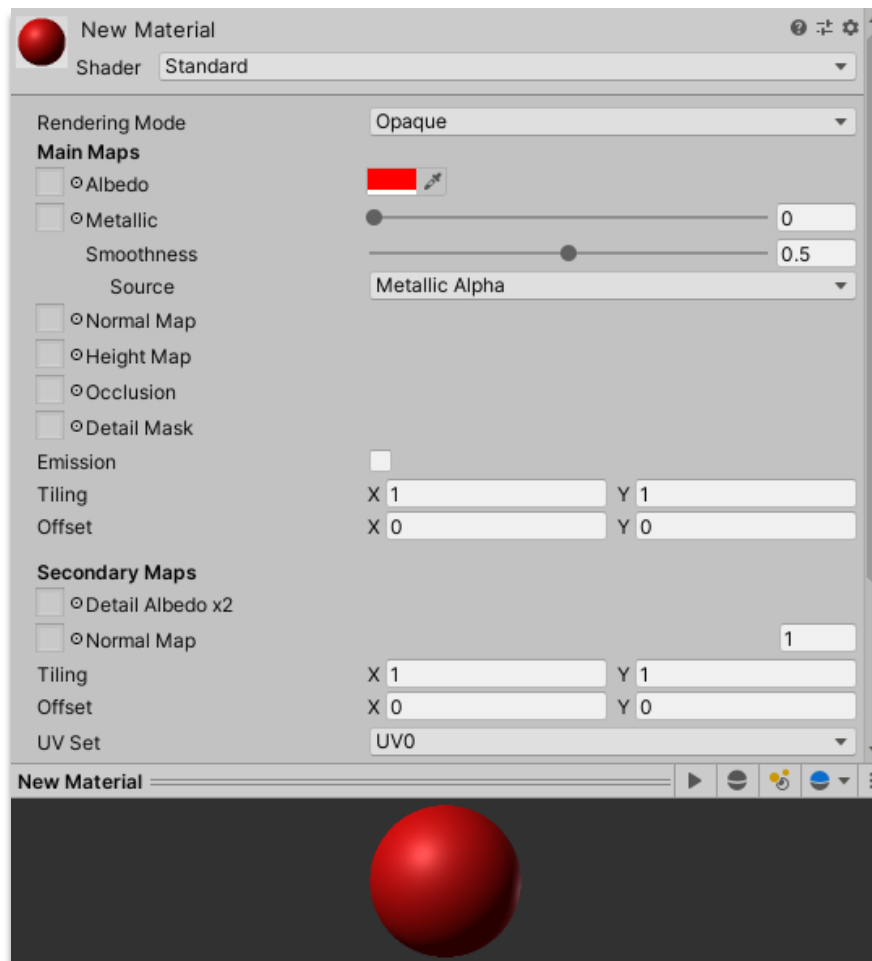 New Material
Shader Standard
Rendering Mode Opaque
Main Maps
Albedo
Metallic 0
Smoothness 0.5
Source Metallic Alpha
Normal Map
Height Map
Occlusion
Detail Mask
Emission
Tiling X 1 Y 1
Offset X 0 Y 0
Secondary Maps
Detail Albedo x2
Normal Map 1
Tiling X 1 Y 1
Offset X 0 Y 0
UV Set UV0
New Material